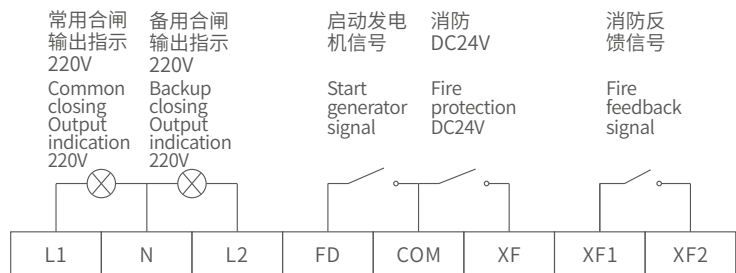 常用合闸
输出指示
220V
Common
closing
Output
indication
220V
备用合闸
输出指示
220V
Backup
closing
Output
indication
220V
启动发电
机信号
Start
generator
signal
消防
DC24V
Fire
protection
DC24V
消防反
馈信号
Fire
feedback
signal
L1 N L2 FD COM XF XF1 XF2